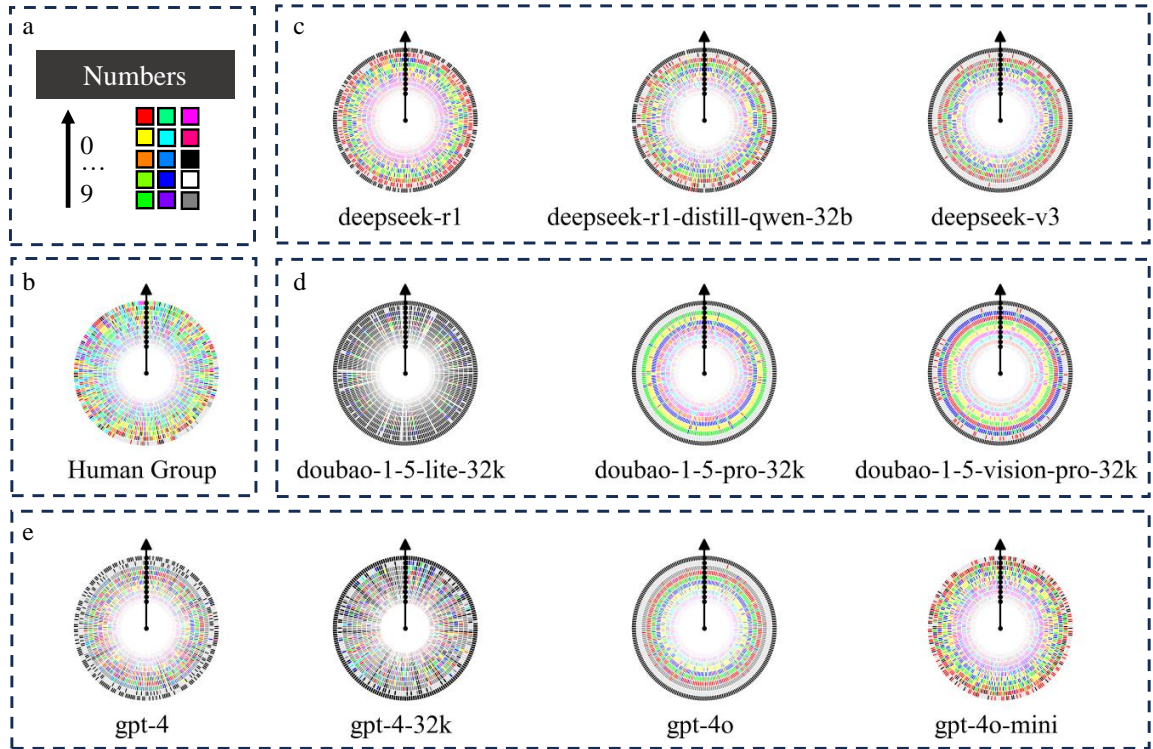 a
Numbers
0
...
9
b
Human Group
c
deepseek-r1
deepseek-r1-distill-qwen-32b
deepseek-v3
d
doubao-1-5-lite-32k
doubao-1-5-pro-32k
doubao-1-5-vision-pro-32k
e
gpt-4
gpt-4-32k
gpt-4o
gpt-4o-mini